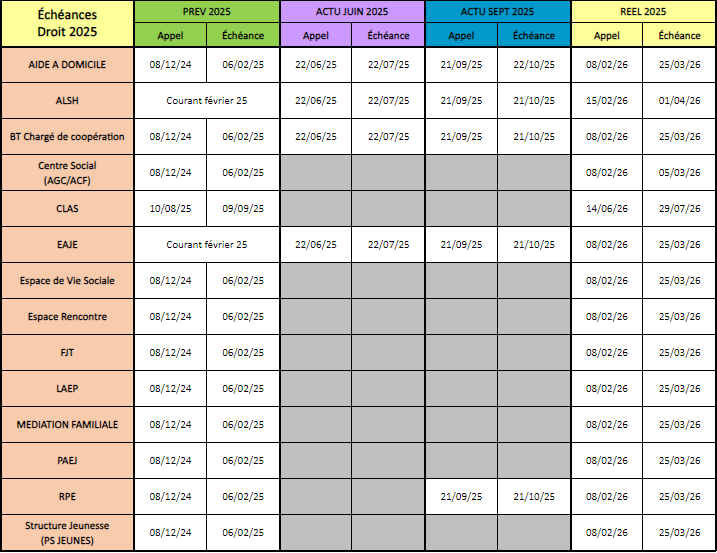 Échéances
Droit 2025
PREV 2025 ACTU JUIN 2025 ACTU SEPT 2025 REEL 2025
Appel Échéance Appel Échéance Appel Échéance Appel Échéance
AIDE A DOMICILE 08/12/24 06/02/25 22/06/25 22/07/25 21/09/25 22/10/25 08/02/26 25/03/26
ALSH Courant février 25 22/06/25 22/07/25 21/09/25 21/10/25 15/02/26 01/04/26
BT Chargé de coopération 08/12/24 06/02/25 22/06/25 22/07/25 21/09/25 21/10/25 08/02/26 25/03/26
Centre Social
(AGC/ACF) 08/12/24 06/02/25 08/02/26 05/03/26
CLAS 10/08/25 09/09/25 14/06/26 29/07/26
EAJE Courant février 25 22/06/25 22/07/25 21/09/25 21/10/25 08/02/26 25/03/26
Espace de Vie Sociale 08/12/24 06/02/25 08/02/26 25/03/26
Espace Rencontre 08/12/24 06/02/25 08/02/26 25/03/26
FJT 08/12/24 06/02/25 08/02/26 25/03/26
LAEP 08/12/24 06/02/25 08/02/26 25/03/26
MEDIATION FAMILIALE 08/12/24 06/02/25 08/02/26 25/03/26
PAEJ 08/12/24 06/02/25 08/02/26 25/03/26
RPE 08/12/24 06/02/25 21/09/25 21/10/25 08/02/26 25/03/26
Structure Jeunesse
(PS JEUNES) 08/12/24 06/02/25 08/02/26 25/03/26